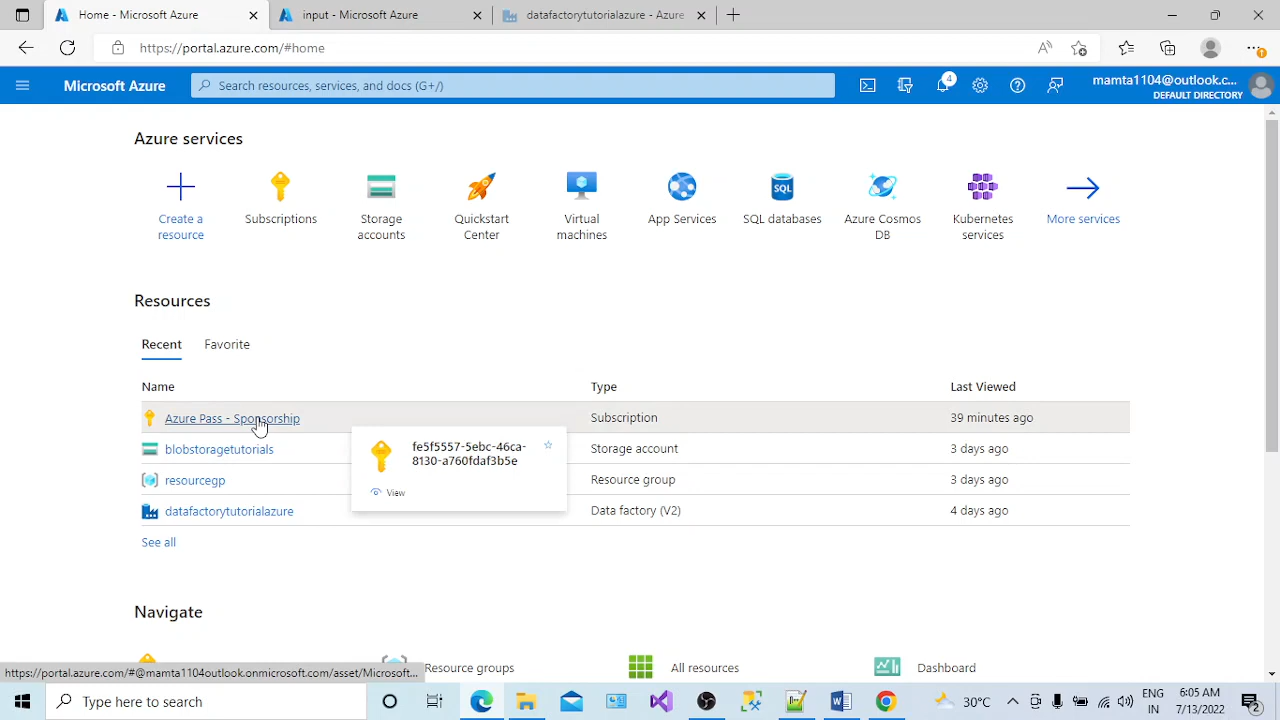 Home - Microsoft Azure
input - Microsoft Azure
datafactorytutorialazure - Azure
https://portal.azure.com/#home
Microsoft Azure
Search resources, services, and docs (G+/)
4
mamta1104@outlook.c...
DEFAULT DIRECTORY
Azure services
Create a
resource
Subscriptions
Storage
accounts
Quickstart
Center
Virtual
machines
App Services
SQL
SQL databases
Azure Cosmos
DB
Kubernetes
services
More services
Resources
Recent
Favorite
Name
Type
Last Viewed
Azure Pass - Sponsorship
Subscription
39 minutes ago
blobstoragetutorials
Storage account
3 days ago
resourcegp
Resource group
3 days ago
datafactorytutorialazure
Data factory (V2)
4 days ago
fe5f5557-5ebc-46ca-
8130-a760fdaf3b5e
View
See all
Navigate
Resource groups
All resources
Dashboard
https://portal.azure.com/#@mamta1104outlook.onmicrosoft.com/asset/Microsoft...
Type here to search
30°C
ENG
IN
6:05 AM
7/13/2022
2